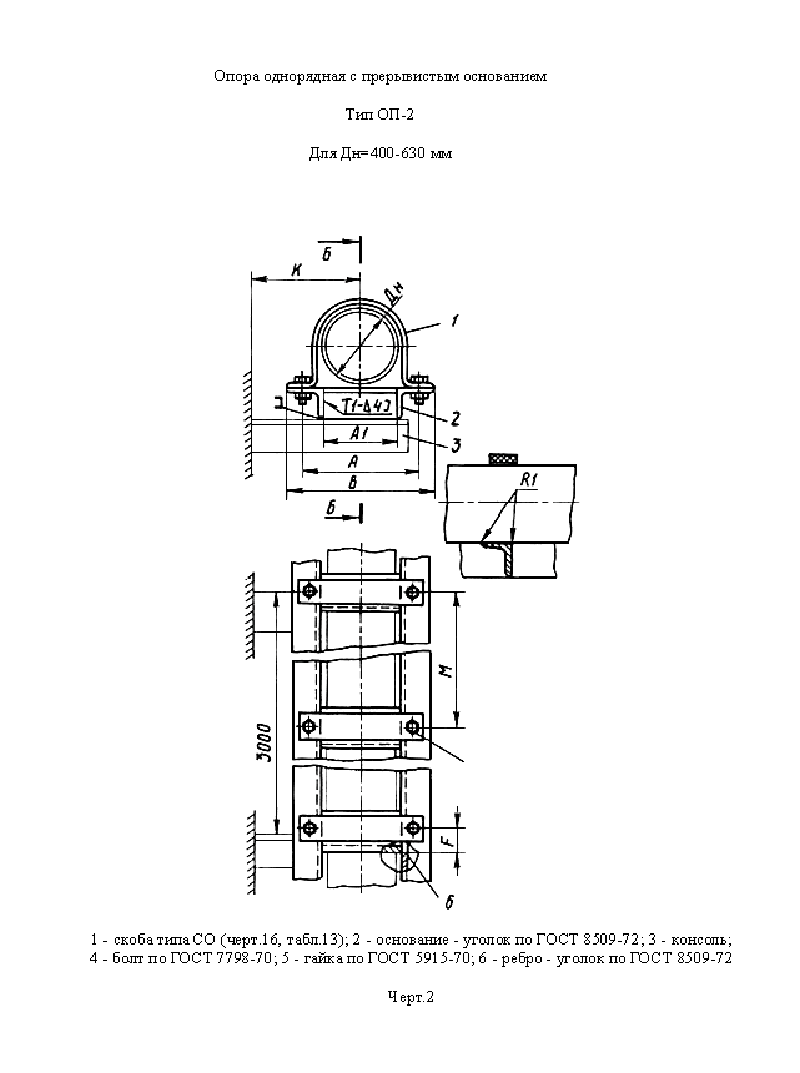 Опора однорядная с прерывистым основанием
Тип ОП-2
Для Дн=400-630 мм
Б
К
Дн
1
Т1-Δ43
2
А1
3
А
В
Б
R1
М
3000
F
6
1 - скоба типа СО (черт.16, табл.13); 2 - основание - уголок по ГОСТ 8509-72; 3 - консоль;
4 - болт по ГОСТ 7798-70; 5 - гайка по ГОСТ 5915-70; 6 - ребро - уголок по ГОСТ 8509-72
Черт.2